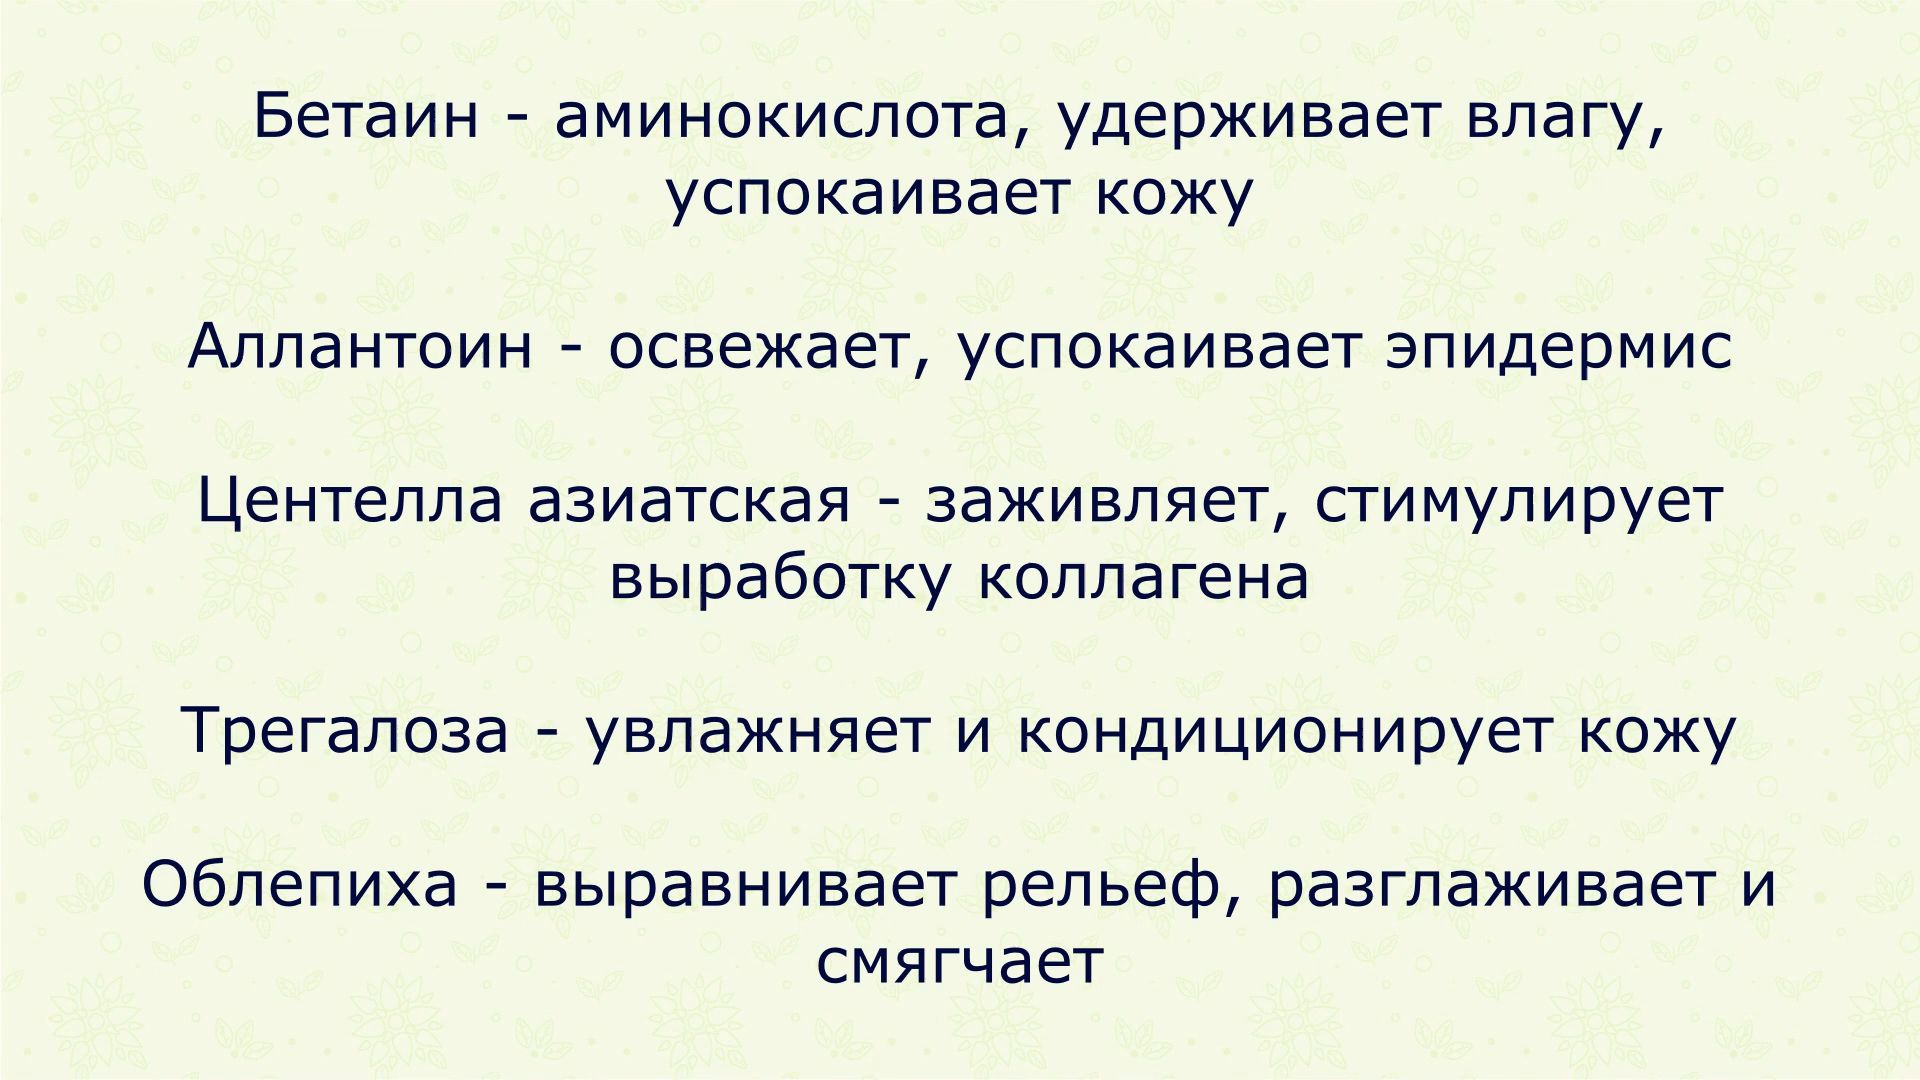 Бетаин - аминокислота, удерживает влагу,
успокаивает кожу
Аллантоин - освежает, успокаивает эпидермис
Центелла азиатская - заживляет, стимулирует
выработку коллагена
Трегалоза - увлажняет и кондиционирует кожу
Облепиха - выравнивает рельеф, разглаживает и
смягчает